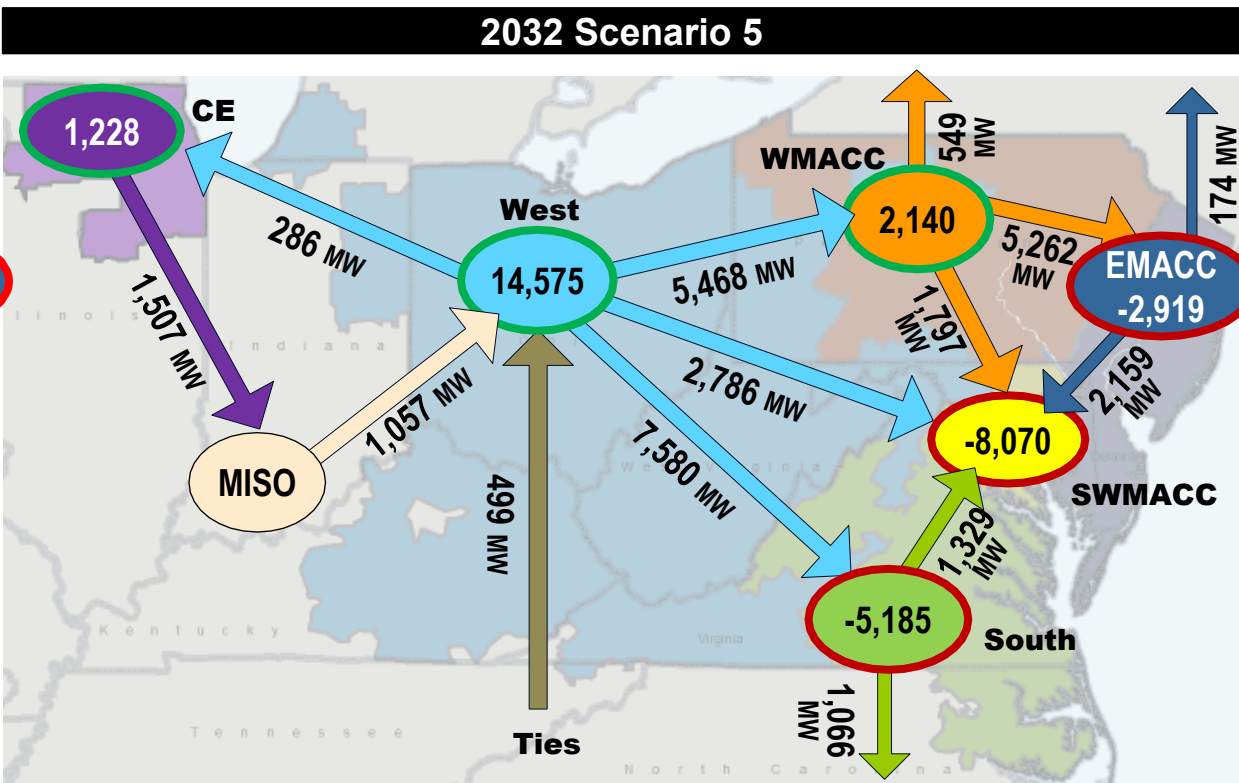 2032 Scenario 5
CE
1,228
WMACC
549
MW
174 MW
West
286 MW
2,140
5,262
MW
EMACC
-2,919
14,575
5,468 MW
1,507 MW
1,797
MW
2,159
MW
Illinois
Indiana
2,786 MW
1,057 MW
7,580 MW
-8,070
MISO
West Virginia
SWMACC
499 MW
1,329
MW
-5,185
Kentucky
Virginia
South
1,066
MW
Tennessee
Ties
North Carolina